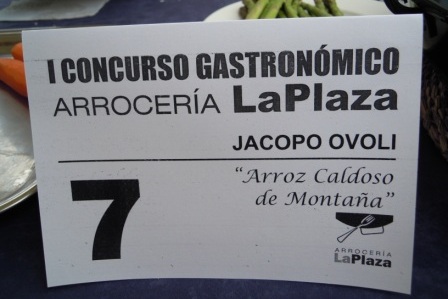 I CONCURSO GASTRONÓMICO
ARROCERÍA LaPlaza
JACOPO OVOLI
7
“Arroz Caldoso
de Montaña”
ARROCERÍA
LaPlaza